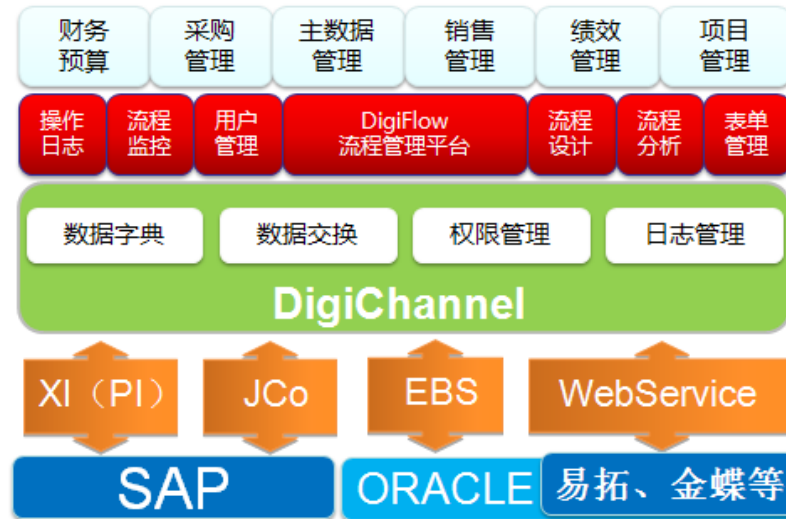 财务 采购 主数据 销售 绩效 项目
预算 管理 管理 管理 管理 管理
操作 流程 用户 DigiFlow 流程 流程 表单
日志 监控 管理 流程管理平台 设计 分析 管理
数据字典 数据交换 权限管理 日志管理
DigiChannel
XI（PI） JCo EBS WebService
SAP ORACLE 易拓、金蝶等